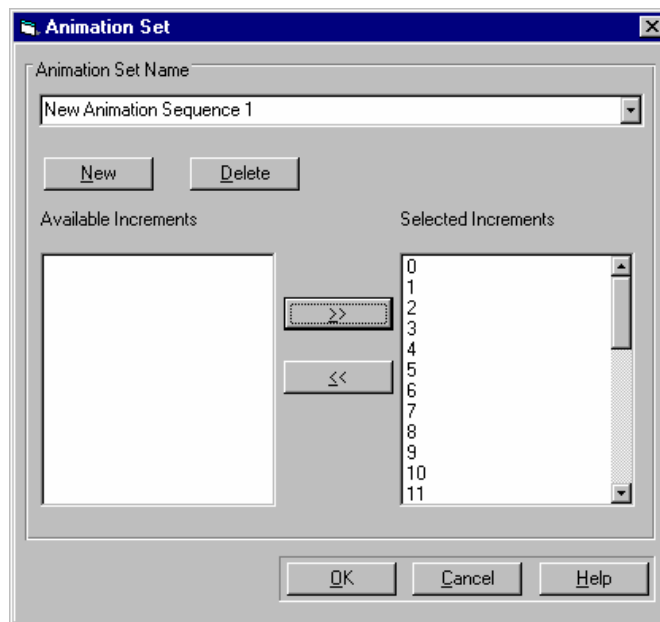 Animation Set
Animation Set Name
New Animation Sequence 1
New
Delete
Available Increments
Selected Increments
>>
<<
0
1
2
3
4
5
6
7
8
9
10
11
OK
Cancel
Help